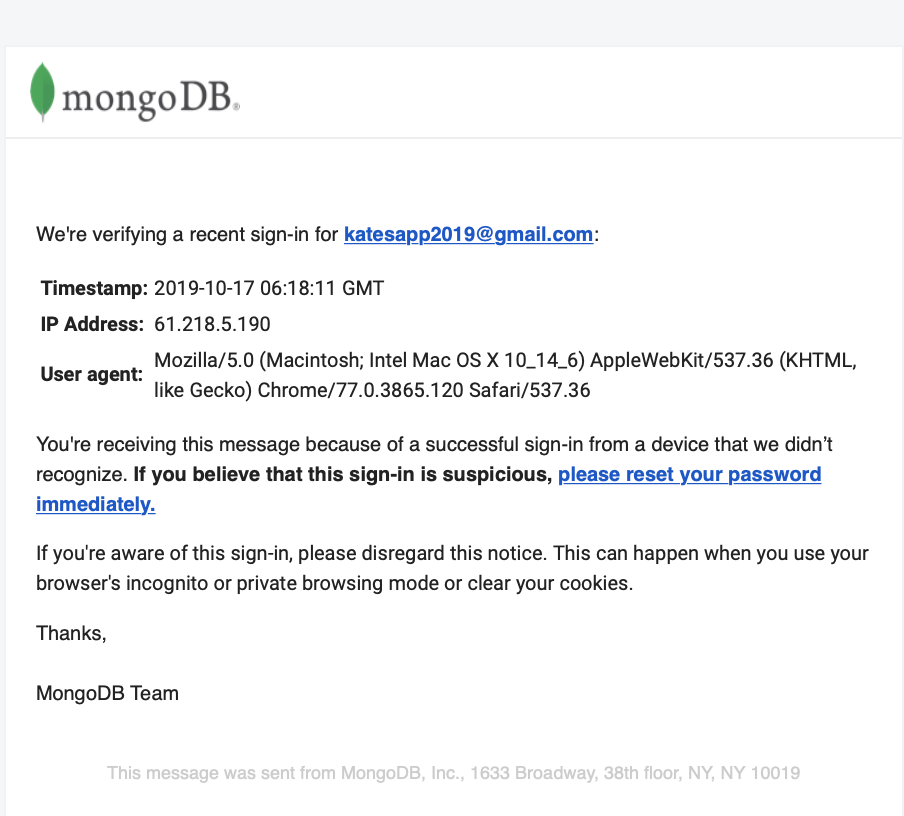 mongoDB®
We're verifying a recent sign-in for katesapp2019@gmail.com:
Timestamp: 2019-10-17 06:18:11 GMT
IP Address: 61.218.5.190
User agent: Mozilla/5.0 (Macintosh; Intel Mac OS X 10_14_6) AppleWebKit/537.36 (KHTML,
like Gecko) Chrome/77.0.3865.120 Safari/537.36
You're receiving this message because of a successful sign-in from a device that we didn’t
recognize. If you believe that this sign-in is suspicious, please reset your password
immediately.
If you're aware of this sign-in, please disregard this notice. This can happen when you use your
browser's incognito or private browsing mode or clear your cookies.
Thanks,
MongoDB Team
This message was sent from MongoDB, Inc., 1633 Broadway, 38th floor, NY, NY 10019